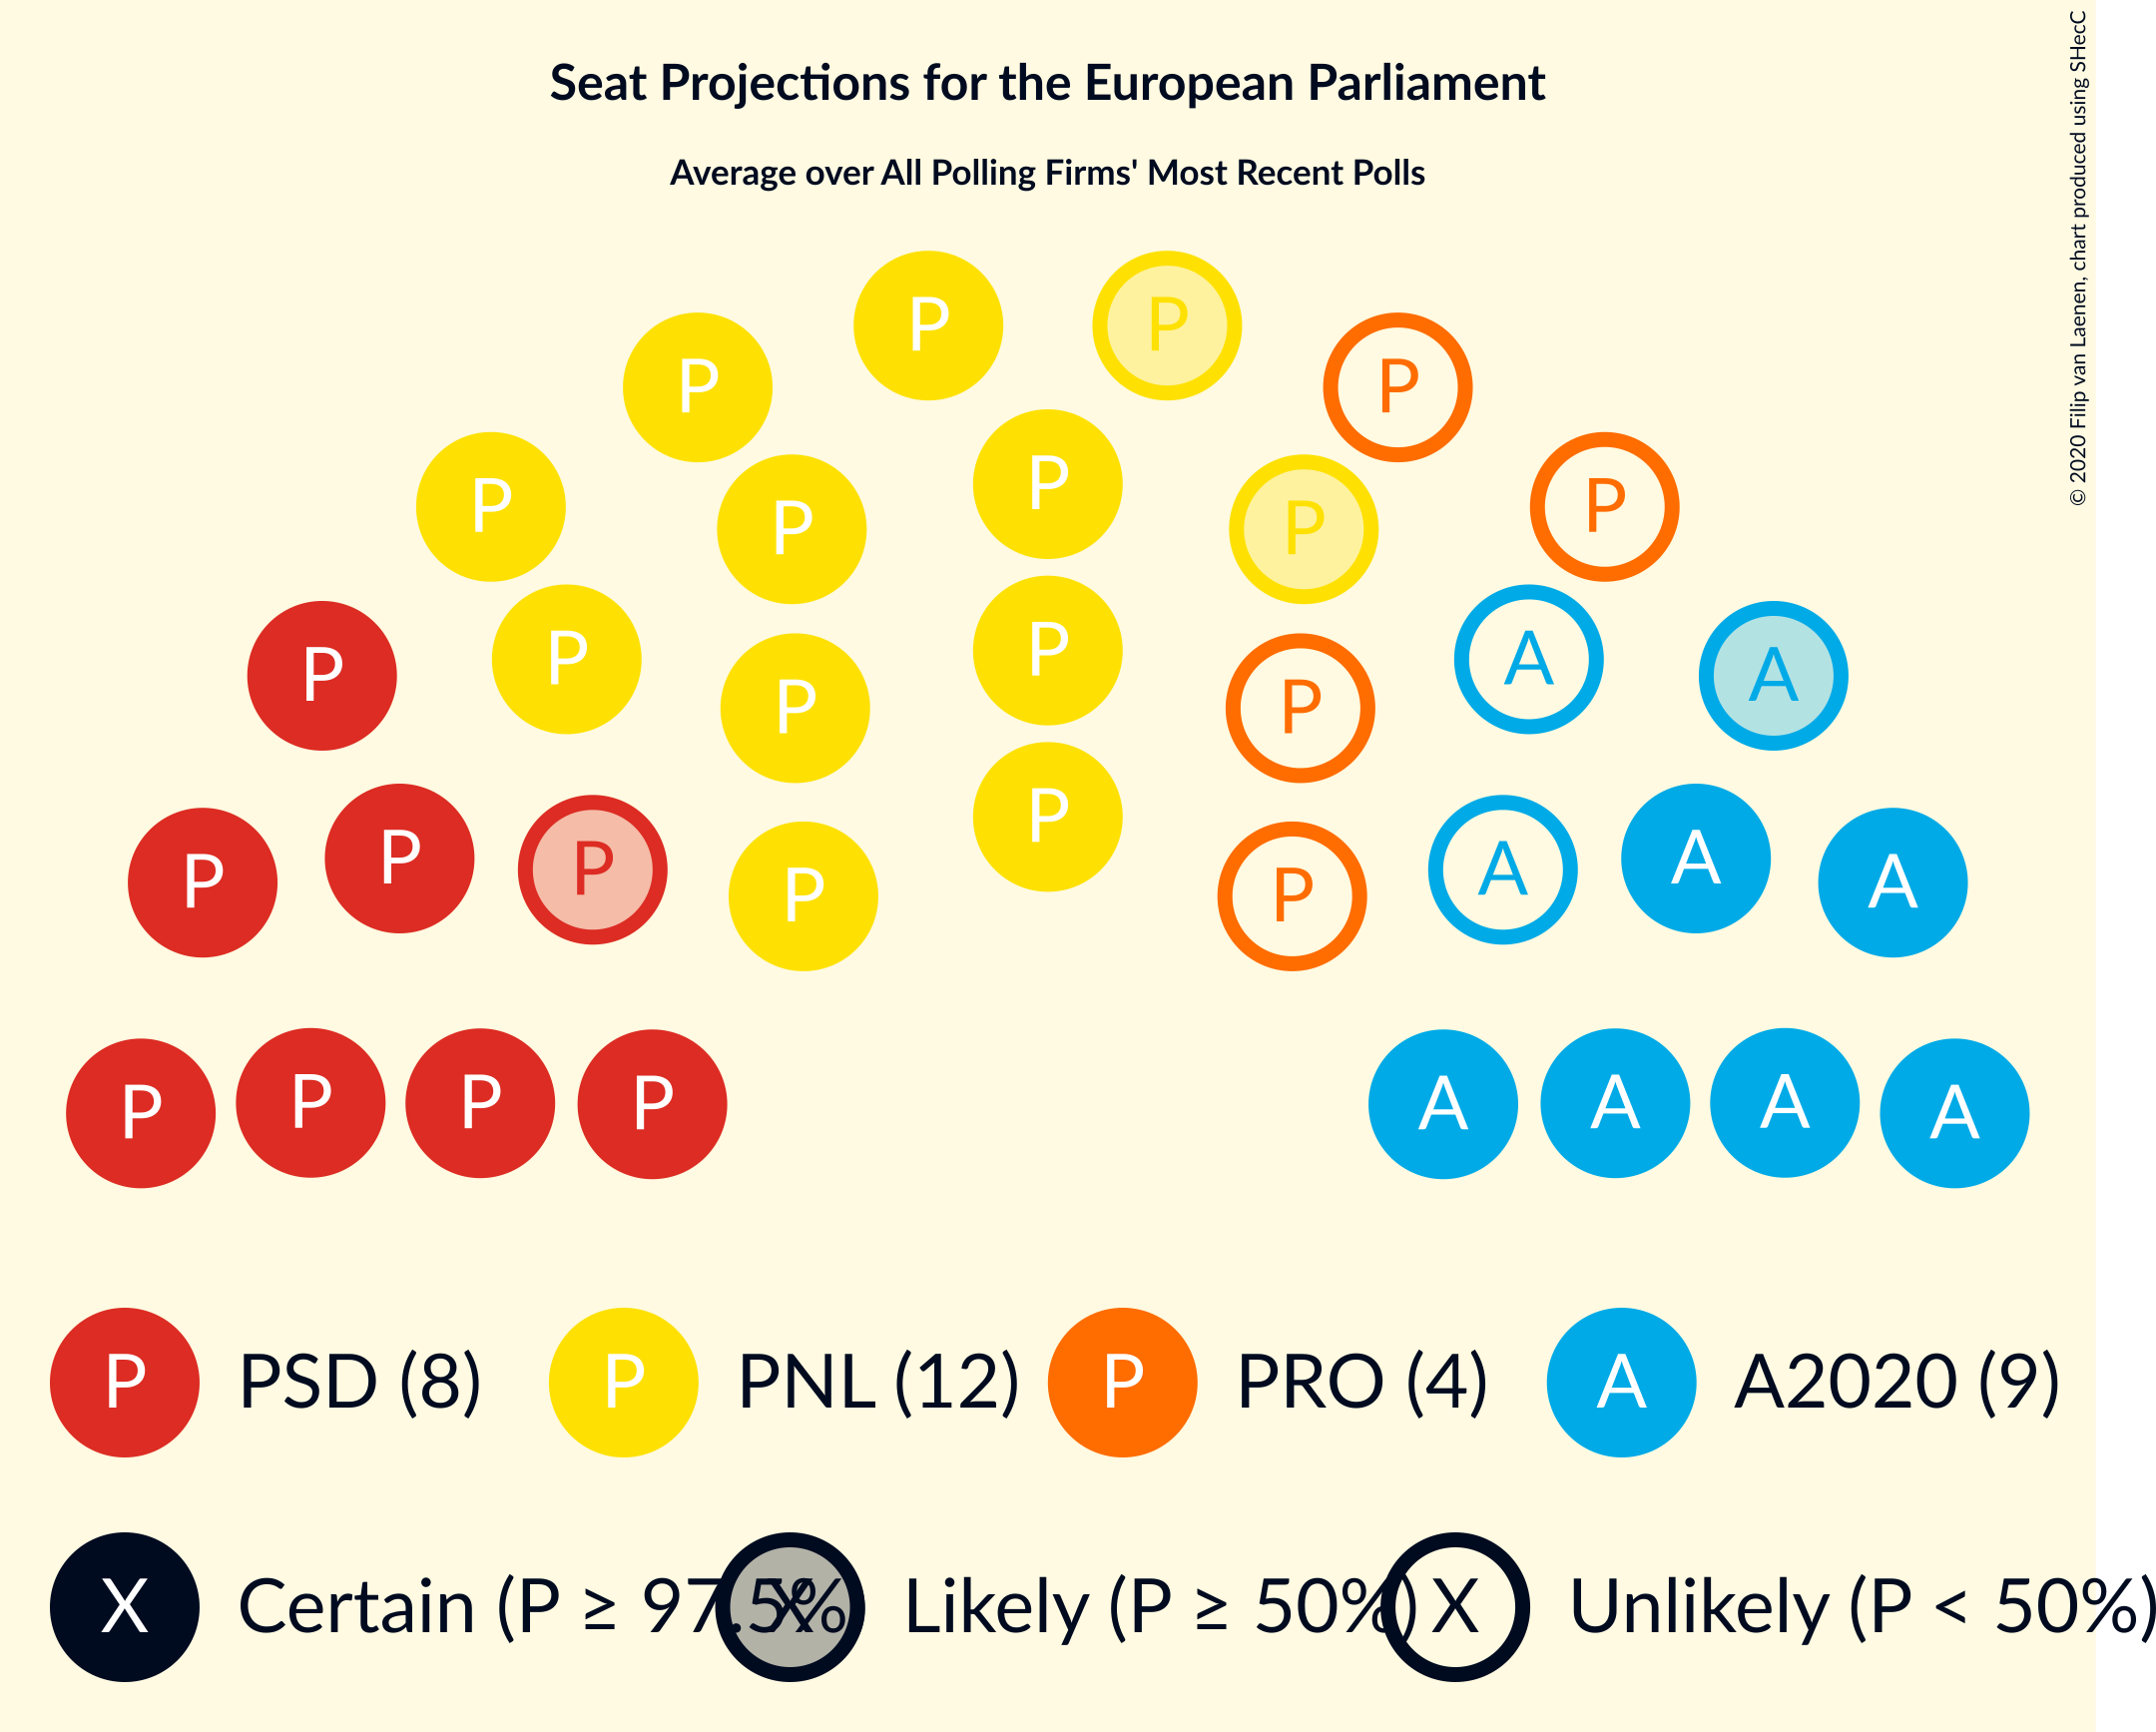 Seat Projections for the European Parliament
Average over All Polling Firms' Most Recent Polls
© 2020 Filip van Laenen, chart produced using SHecC
P P
P P
P P
P P P
P P
P A
P A
P P
P P P A A A
P P
P P P P A A A A
P PSD (8) P PNL (12) P PRO (4) A A2020 (9)
X Certain (P ≥ 97.5% X Likely (P ≥ 50%) X Unlikely (P < 50%)